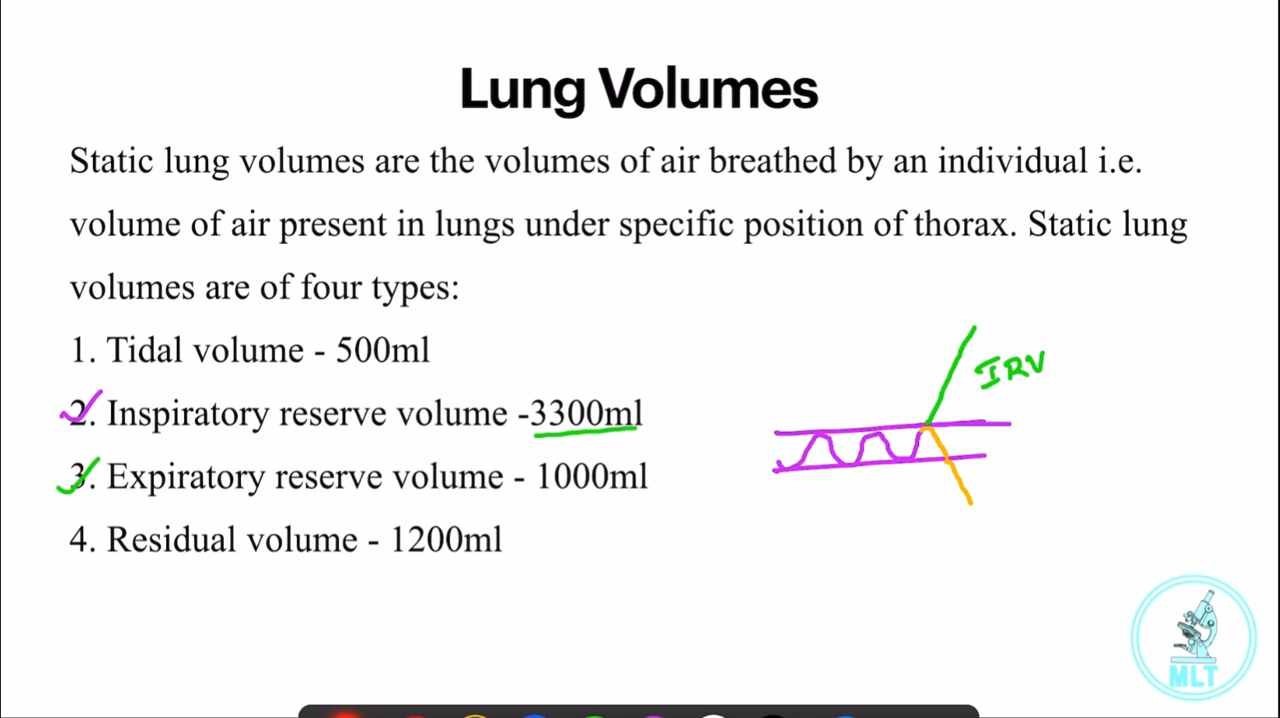 Lung Volumes
Static lung volumes are the volumes of air breathed by an individual i.e.
volume of air present in lungs under specific position of thorax. Static lung
volumes are of four types:
1. Tidal volume - 500ml
2. Inspiratory reserve volume -3300ml
3. Expiratory reserve volume - 1000ml
4. Residual volume - 1200ml
IRV
MLT